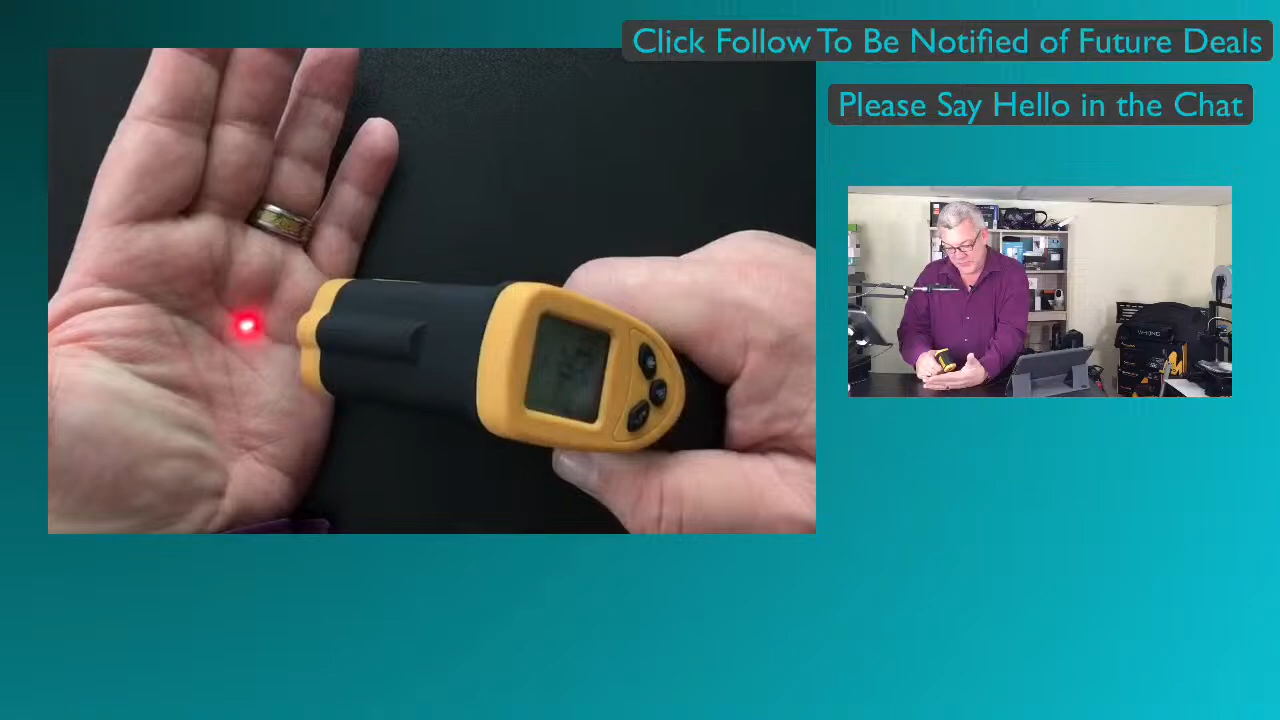 Click Follow To Be Notified of Future Deals
Please Say Hello in the Chat